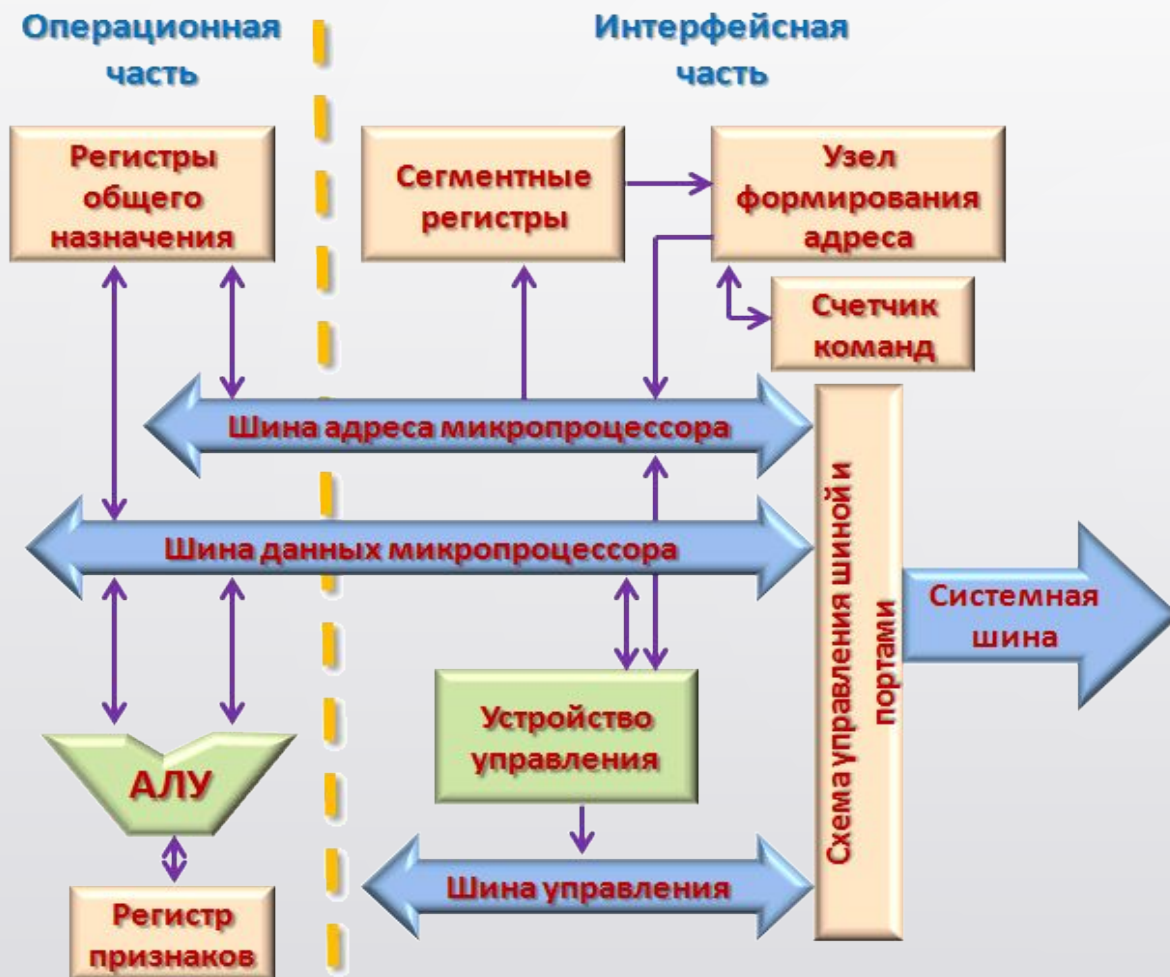 Операционная
часть
Интерфейсная
часть
Регистры
общего
назначения
Сегментные
регистры
Узел
формирования
адреса
Счетчик
команд
Шина адреса микропроцессора
Шина данных микропроцессора
Схема управления шиной и
портами
Системная
шина
Устройство
управления
АЛУ
Шина управления
Регистр
признаков